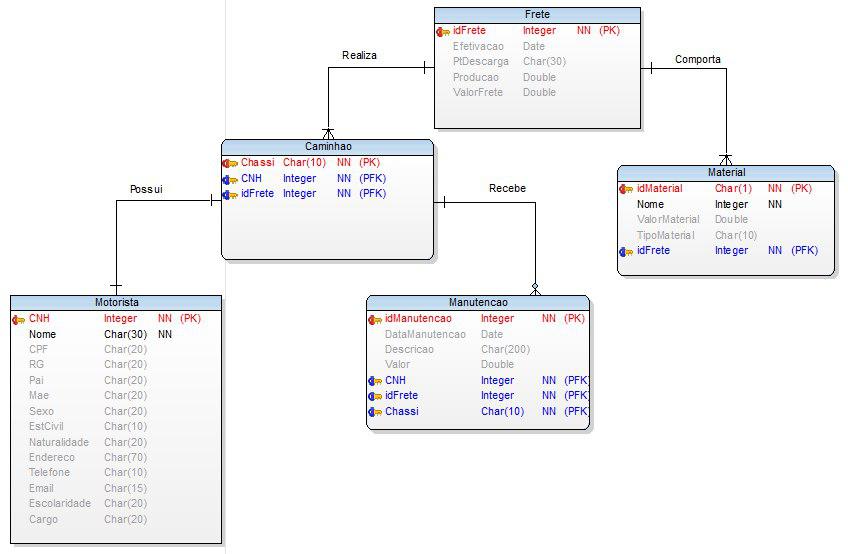 Frete
idFrete Integer NN (PK)
Efetivacao Date
PtDescarga Char(30)
Producao Double
ValorFrete Double
Realiza
Comporta
Caminhao
Chassi Char(10) NN (PK)
CNH Integer NN (PFK)
idFrete Integer NN (PFK)
Material
idMaterial Char(1) NN (PK)
Nome Integer NN
ValorMaterial Double
TipoMaterial Char(10)
idFrete Integer NN (PFK)
Possui
Recebe
Motorista
CNH Integer NN (PK)
Nome Char(30) NN
CPF Char(20)
RG Char(20)
Pai Char(20)
Mae Char(20)
Sexo Char(20)
EstCivil Char(10)
Naturalidade Char(20)
Endereco Char(70)
Telefone Char(10)
Email Char(15)
Escolaridade Char(20)
Cargo Char(20)
Manutencao
idManutencao Integer NN (PK)
DataManutencao Date
Descricao Char(200)
Valor Double
CNH Integer NN (PFK
idFrete Integer NN (PFK
Chassi Char(10) NN (PFK